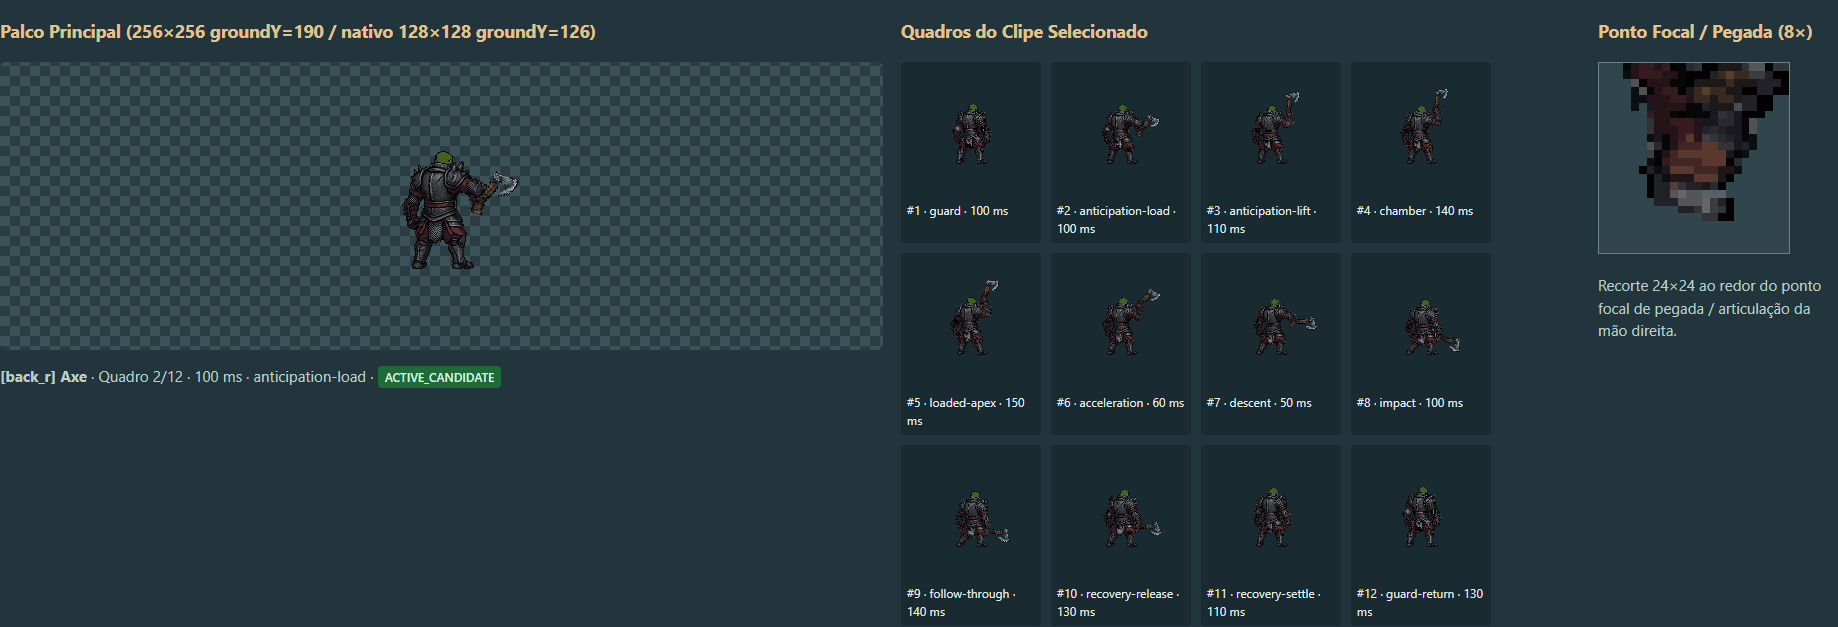 Palco Principal (256×256 groundY=190 / nativo 128×128 groundY=126)
[back_r] Axe · Quadro 2/12 · 100 ms · anticipation-load · ACTIVE_CANDIDATE
Quadros do Clipe Selecionado
#1 · guard · 100 ms
#2 · anticipation-load ·
100 ms
#3 · anticipation-lift ·
110 ms
#4 · chamber · 140 ms
#5 · loaded-apex · 150
ms
#6 · acceleration · 60 ms
#7 · descent · 50 ms
#8 · impact · 100 ms
#9 · follow-through ·
140 ms
#10 · recovery-release ·
130 ms
#11 · recovery-settle ·
110 ms
#12 · guard-return · 130
ms
Ponto Focal / Pegada (8×)
Recorte 24×24 ao redor do ponto
focal de pegada / articulação da
mão direita.